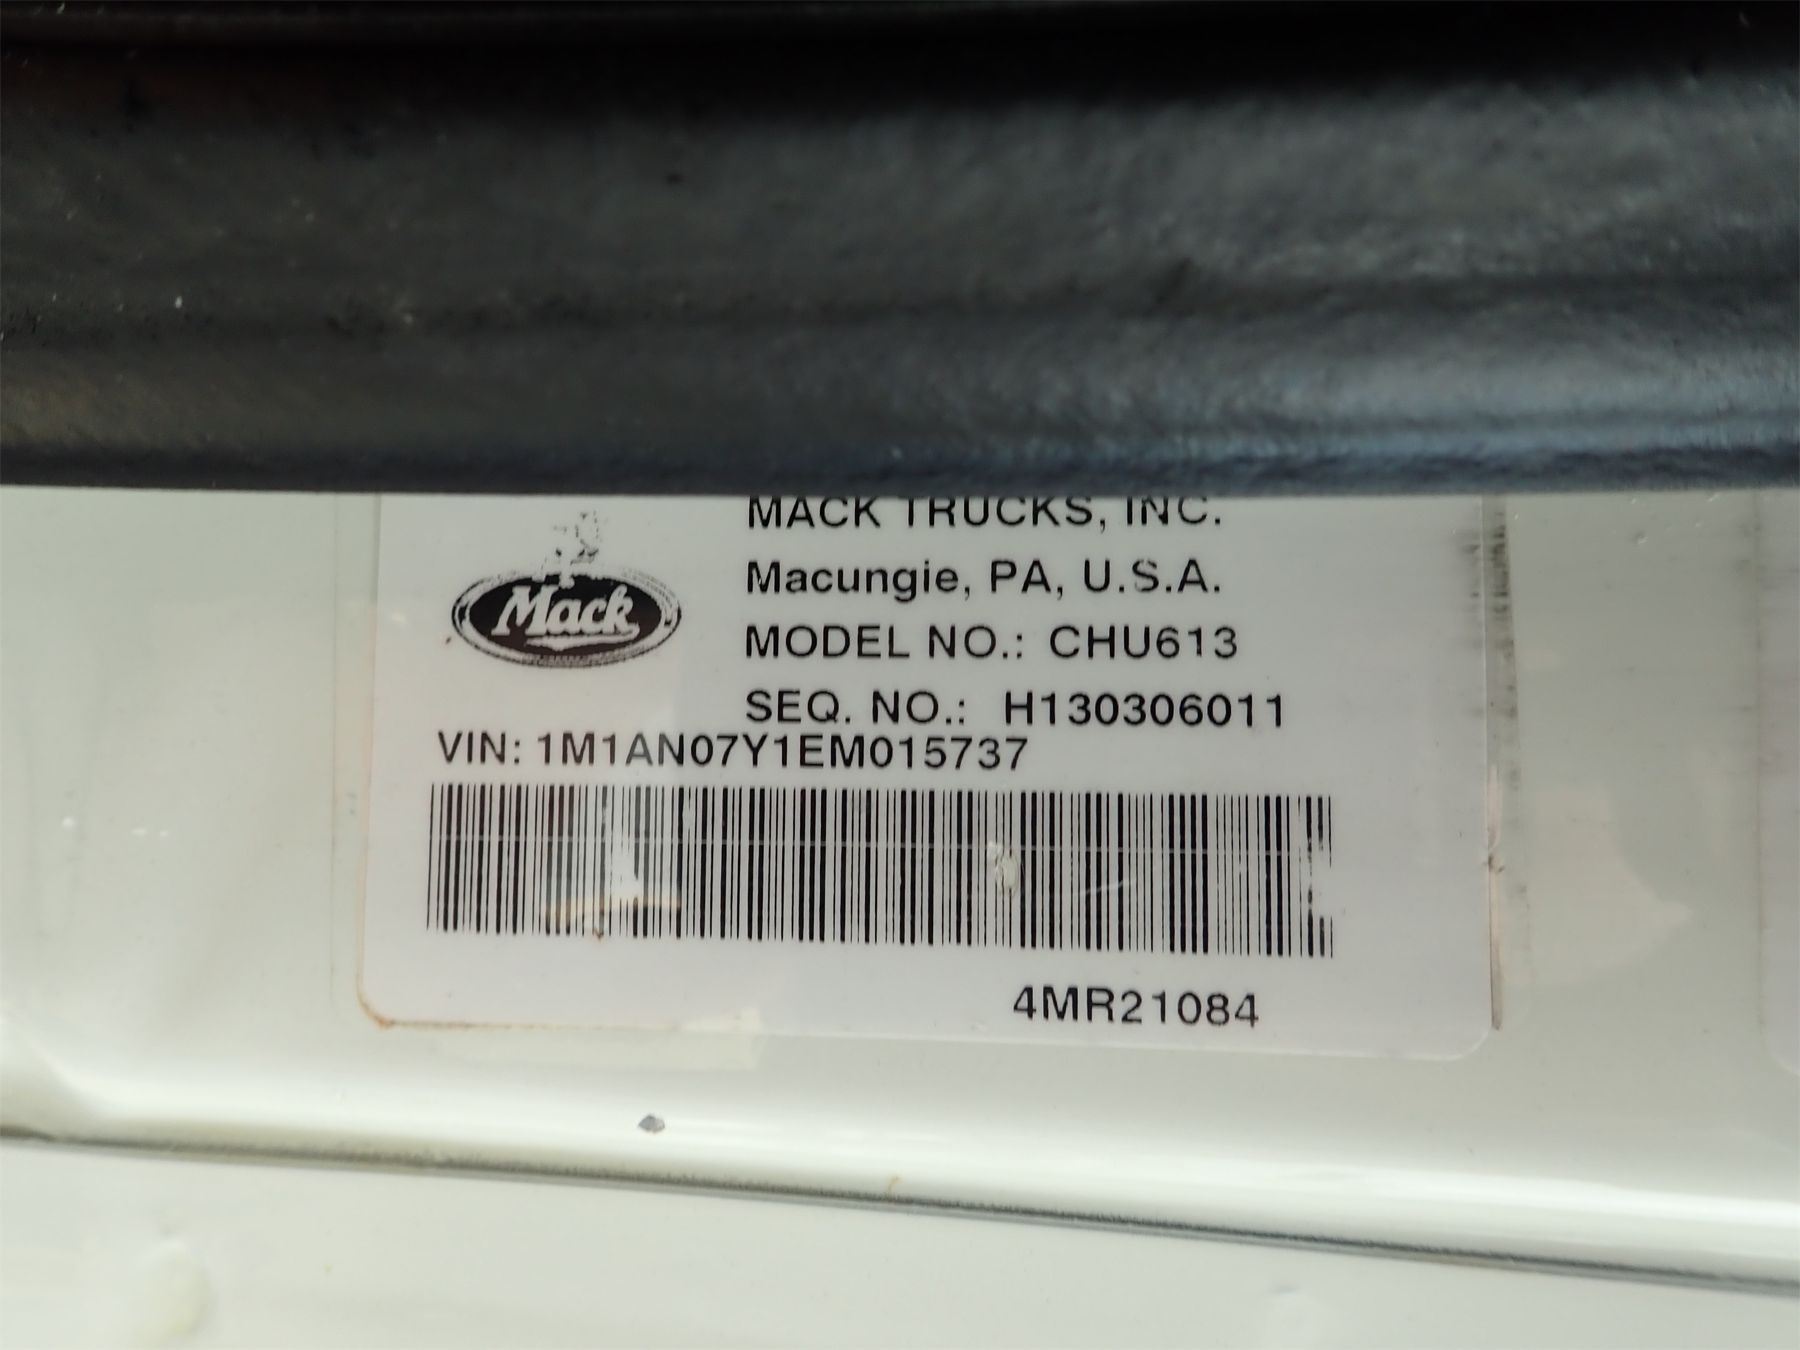 MACK TRUCKS, INC.
Macungie, PA, U.S.A.
Mack
MODEL NO.: CHU613
SEQ. NO.: H130306011
VIN: 1M1AN07Y1EM015737
4MR21084